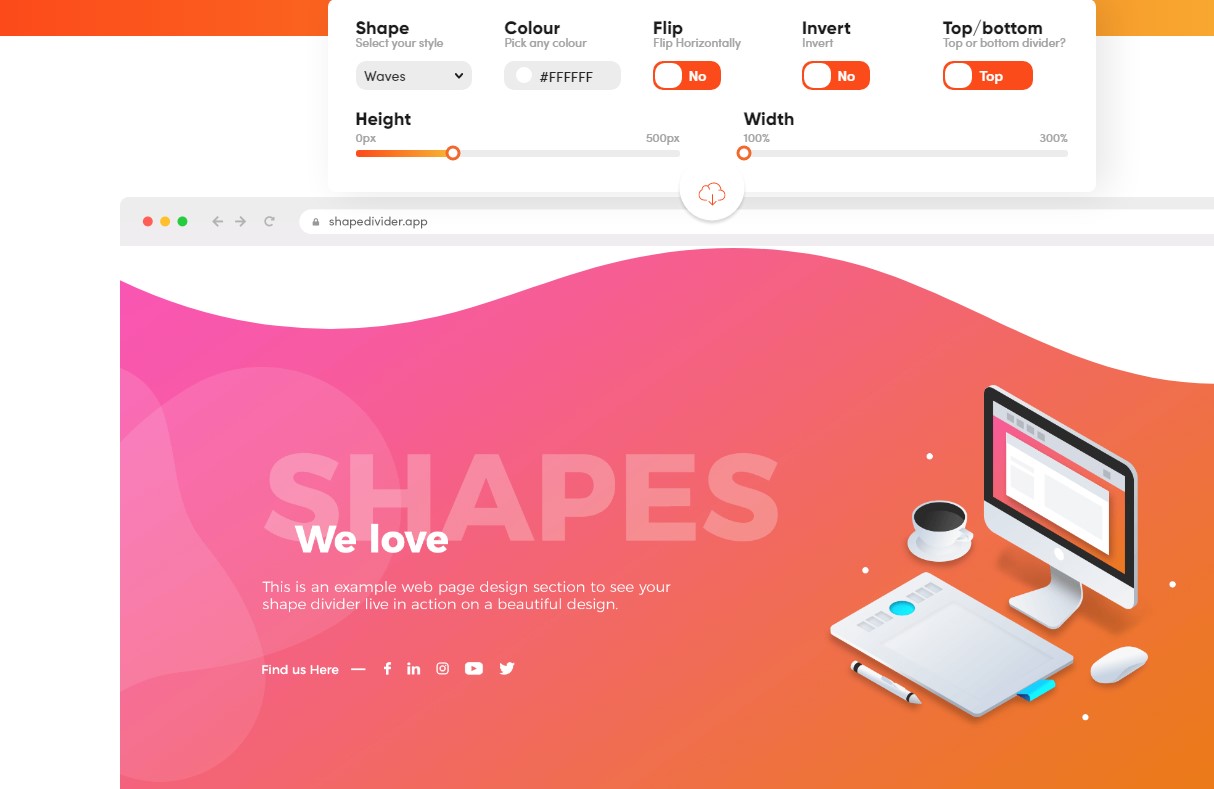 Shape
Select your style
Waves
Colour
Pick any colour
#FFFFFF
Flip
Flip Horizontally
No
Invert
Invert
No
Top/bottom
Top or bottom divider?
Top
Height
0px 500px
Width
100% 300%
shapedivider.app
SHAPES
We love
This is an example web page design section to see your
shape divider live in action on a beautiful design.
Find us Here